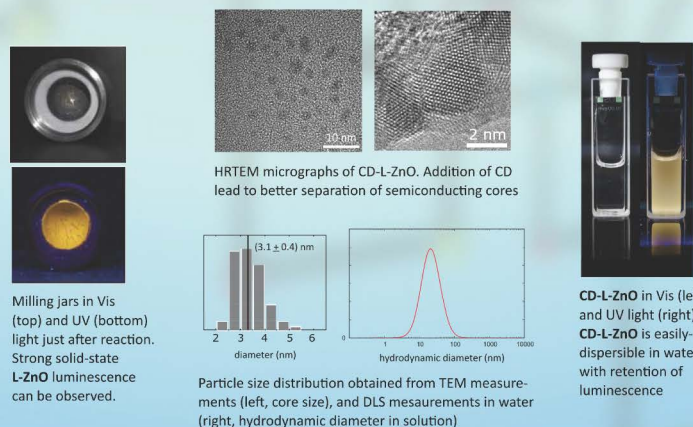 10 nm
2 nm
HRTEM micrographs of CD-L-ZnO. Addition of CD
lead to better separation of semiconducting cores
Milling jars in Vis
(top) and UV (bottom)
light just after reaction.
Strong solid-state
L-ZnO luminescence
can be observed.
(3.1 ± 0.4) nm
2 3 4 5 6
diameter (nm)
0
1 10 100 1000 10000
hydrodynamic diameter (nm)
Particle size distribution obtained from TEM measure-
ments (left, core size), and DLS mesaurements in water
(right, hydrodynamic diameter in solution)
CD-L-ZnO in Vis (le
and UV light (right)
CD-L-ZnO is easily-
dispersible in wate
with retention of
luminescence